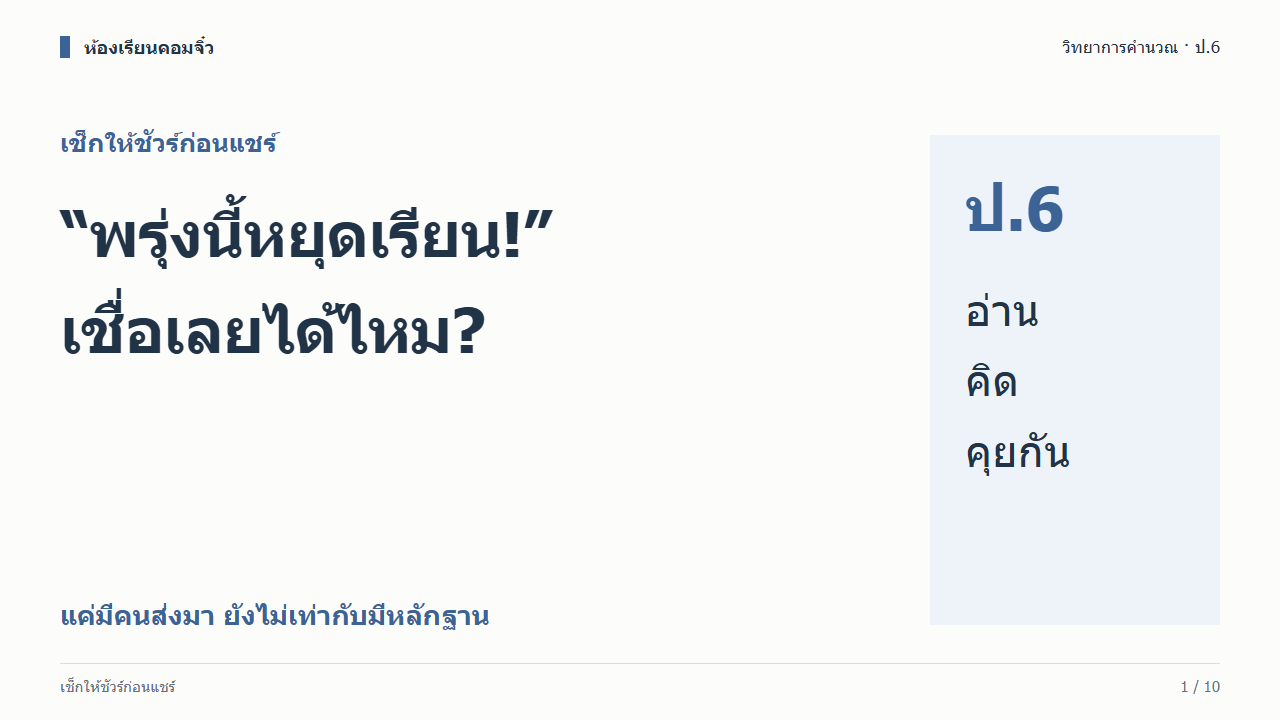 ห้องเรียนคอมจิ๋ว
วิทยาการคำนวณ · ป.6
เช็กให้ชัวร์ก่อนแชร์
“พรุ่งนี้หยุดเรียน!”
เชื่อเลยได้ไหม?
แค่มีคนส่งมา ยังไม่เท่ากับมีหลักฐาน
ป.6
อ่าน
คิด
คุยกัน
เช็กให้ชัวร์ก่อนแชร์
1 / 10